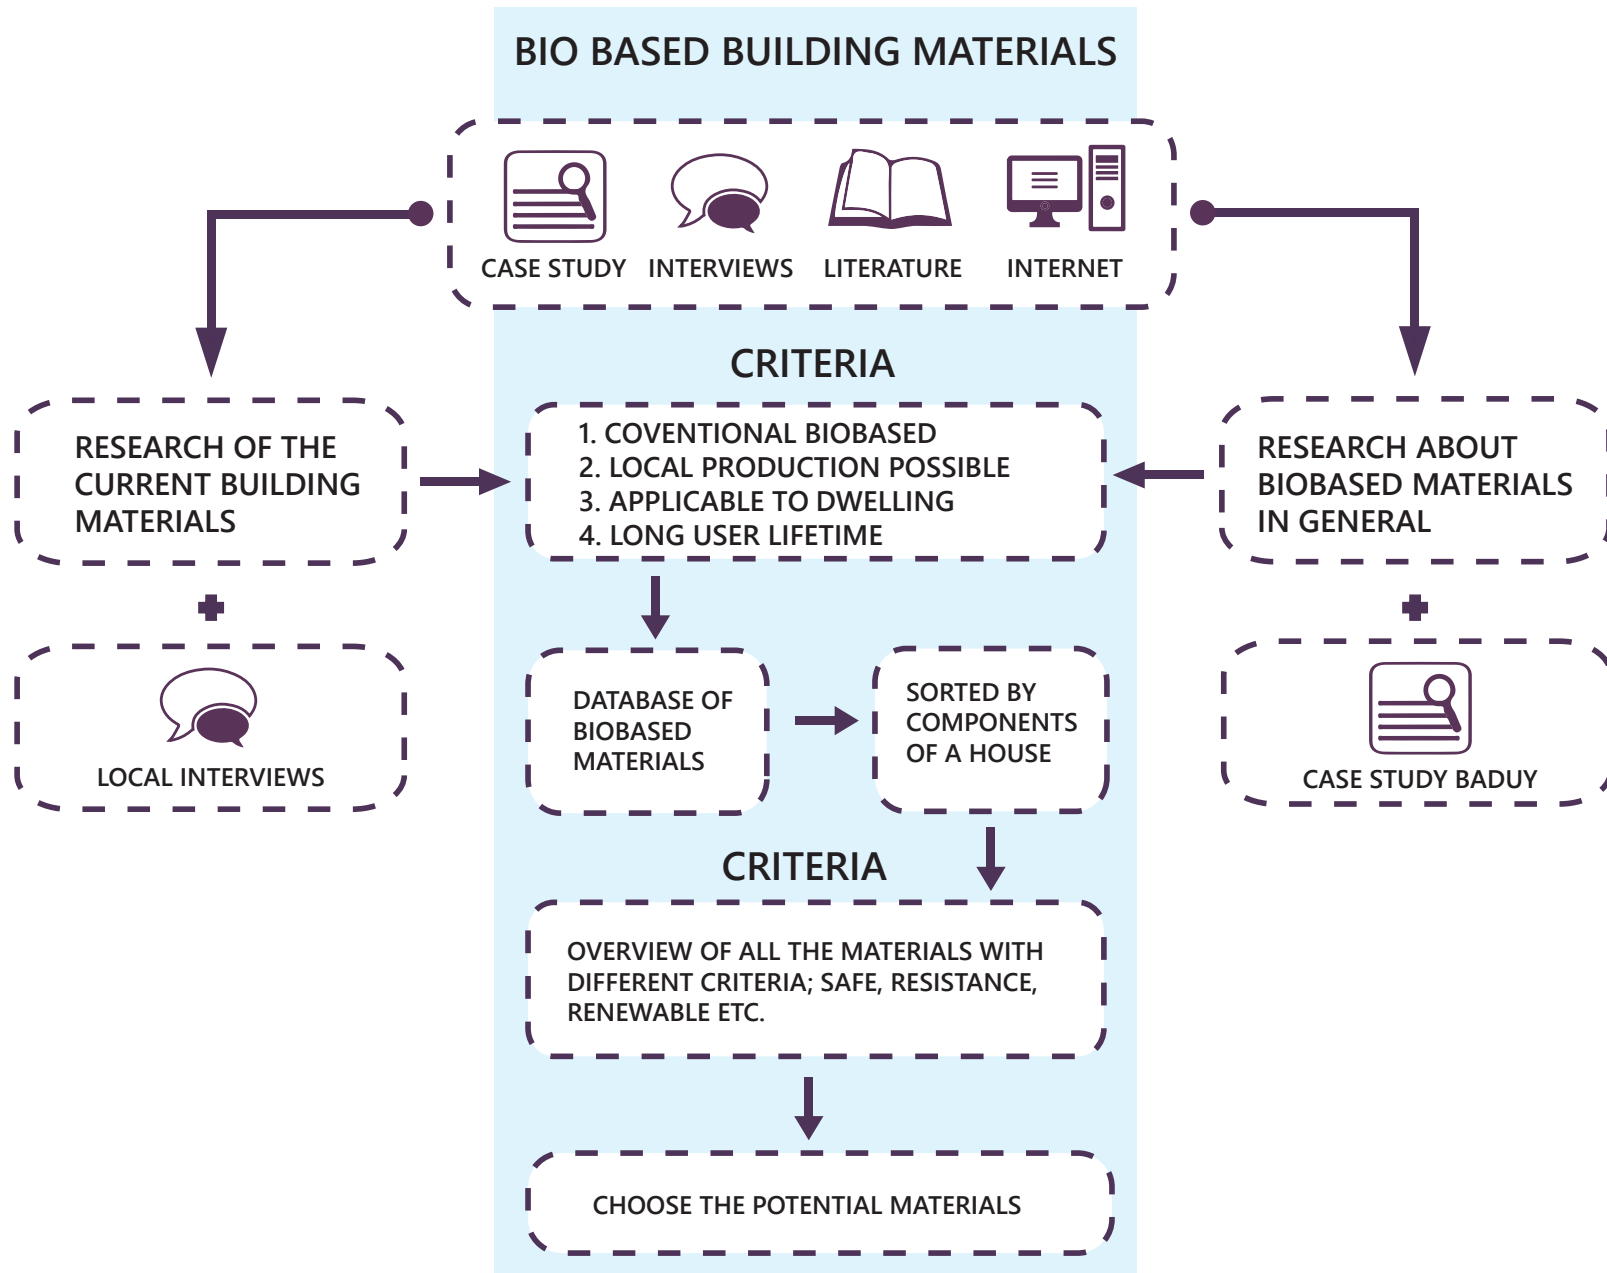 BIO BASED BUILDING MATERIALS
CASE STUDY
INTERVIEWS
LITERATURE
INTERNET
RESEARCH OF THE
CURRENT BUILDING
MATERIALS
LOCAL INTERVIEWS
CRITERIA
1. COVENTIONAL BIOBASED
2. LOCAL PRODUCTION POSSIBLE
3. APPLICABLE TO DWELLING
4. LONG USER LIFETIME
RESEARCH ABOUT
BIOBASED MATERIALS
IN GENERAL
CASE STUDY BADUY
DATABASE OF
BIOBASED
MATERIALS
SORTED BY
COMPONENTS
OF A HOUSE
CRITERIA
OVERVIEW OF ALL THE MATERIALS WITH
DIFFERENT CRITERIA; SAFE, RESISTANCE,
RENEWABLE ETC.
CHOOSE THE POTENTIAL MATERIALS